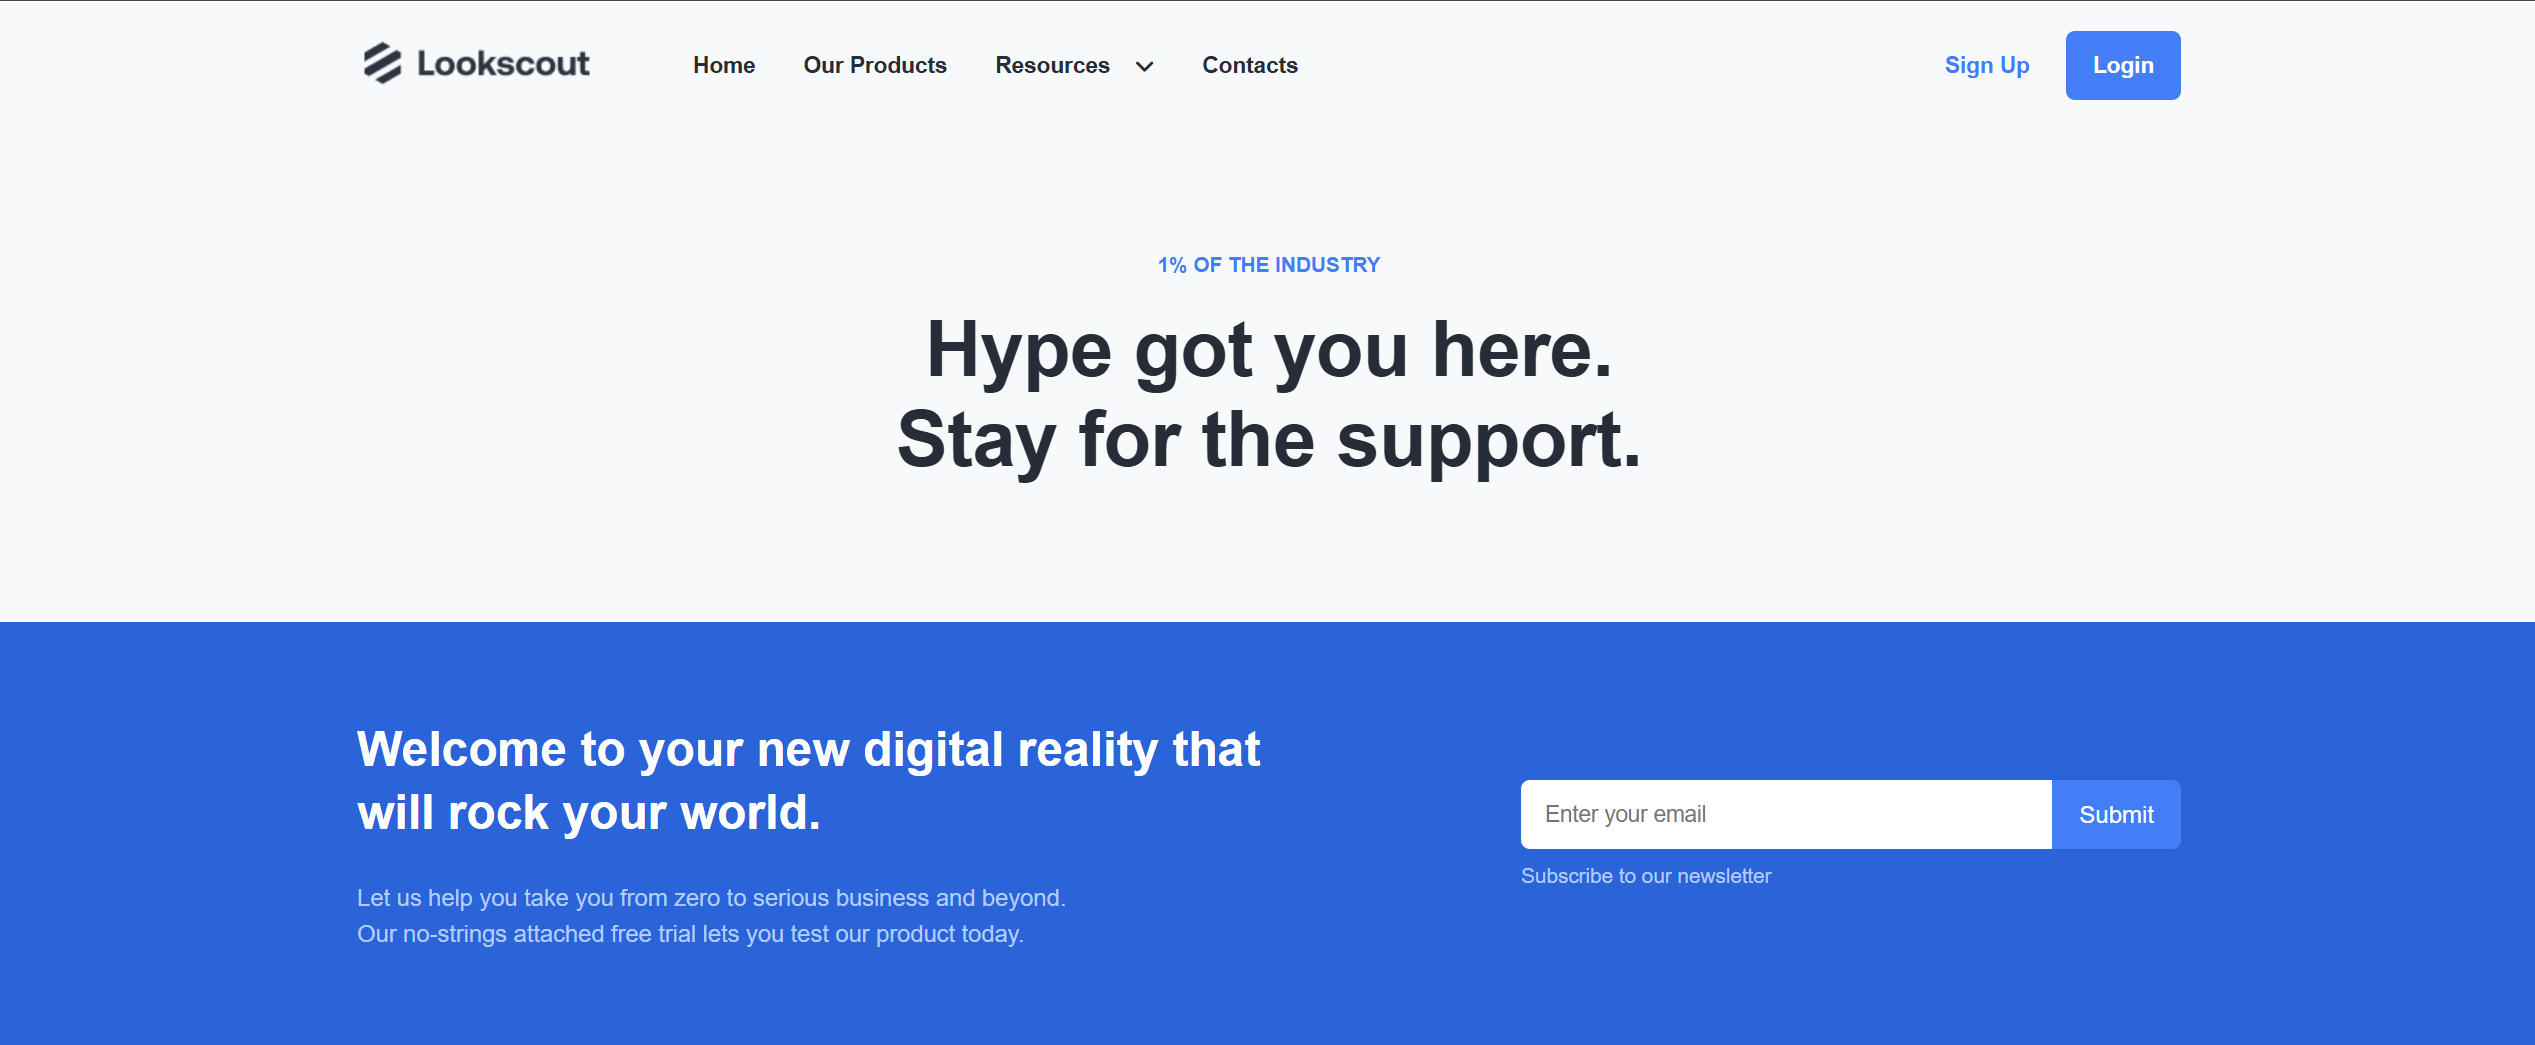 Lookscout
Home
Our Products
Resources
Contacts
Sign Up
Login
1% OF THE INDUSTRY
Hype got you here.
Stay for the support.
Welcome to your new digital reality that
will rock your world.
Let us help you take you from zero to serious business and beyond.
Our no-strings attached free trial lets you test our product today.
Enter your email
Submit
Subscribe to our newsletter